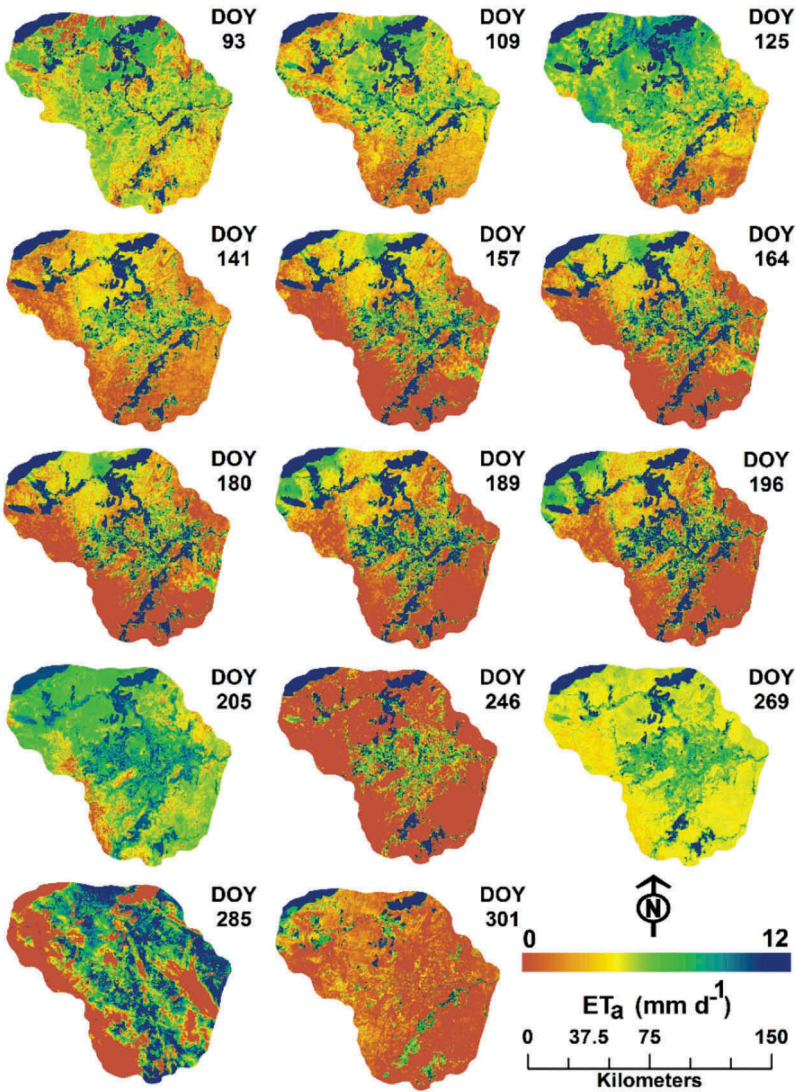 DOY
93
DOY
109
DOY
125
DOY
141
DOY
157
DOY
164
DOY
180
DOY
189
DOY
196
DOY
205
DOY
246
DOY
269
DOY
285
DOY
301
N
0 12
ETa (mm d-1)
0 37.5 75 150
Kilometers